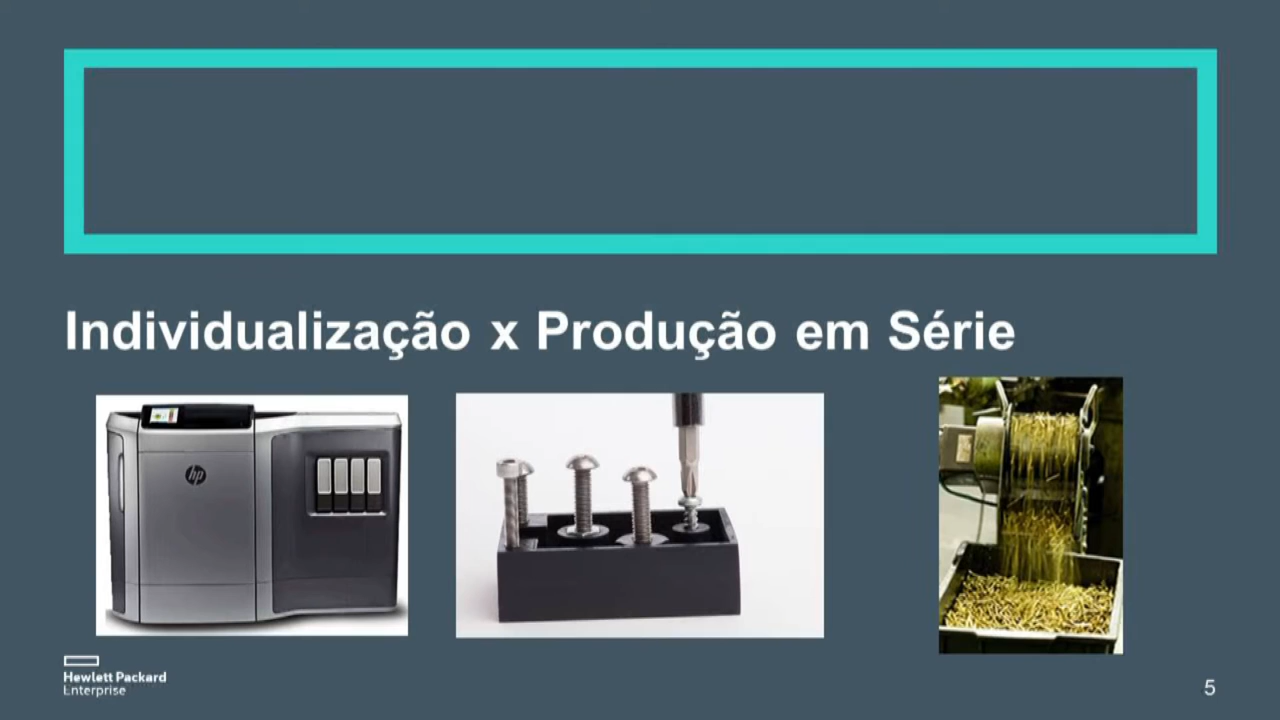 Individualização x Produção em Série
hp
Hewlett Packard
Enterprise
5